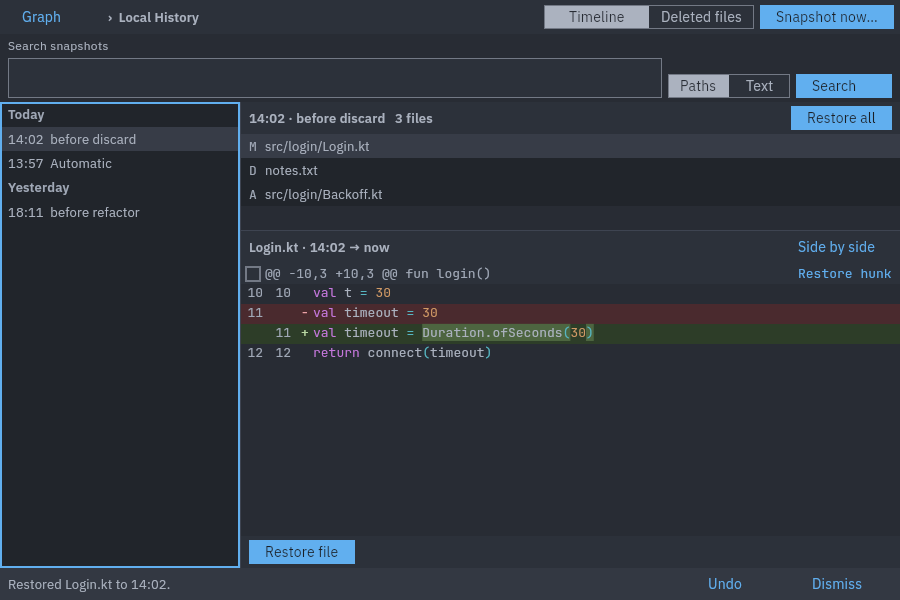 Graph › Local History Timeline Deleted files Snapshot now...
Search snapshots
Paths Text Search
Today
14:02 before discard
13:57 Automatic
Yesterday
18:11 before refactor
14:02 · before discard 3 files Restore all
M src/login/Login.kt
D notes.txt
A src/login/Backoff.kt
Login.kt · 14:02 → now Side by side
@@ -10,3 +10,3 @@ fun login() Restore hunk
10 10 val t = 30
11 - val timeout = 30
11 + val timeout = Duration.ofSeconds(30)
12 12 return connect(timeout)
Restore file
Restored Login.kt to 14:02. Undo Dismiss